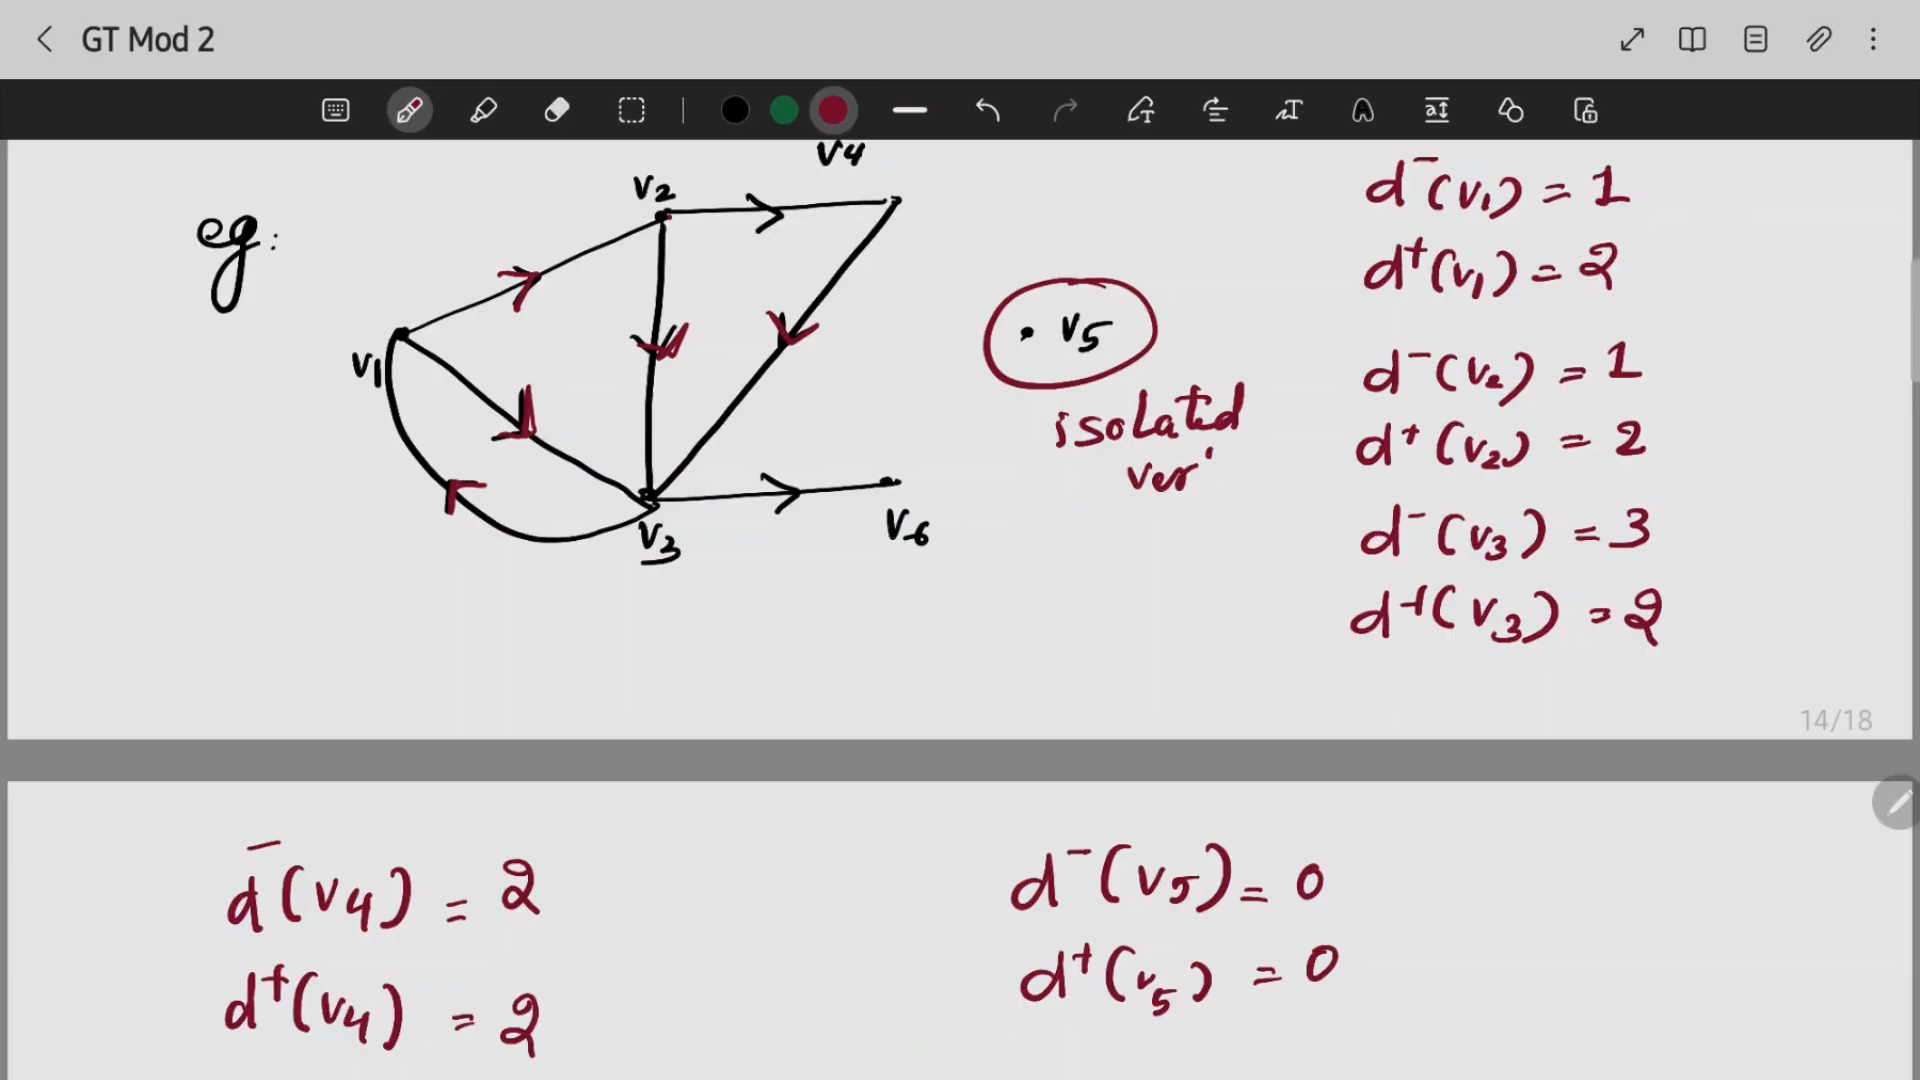 GT Mod 2
v4
v2
eg:
v1
v5
isolated
ver'
v3
v6
d⁻(v1) = 1
d⁺(v1) = 2
d⁻(v2) = 1
d⁺(v2) = 2
d⁻(v3) = 3
d⁺(v3) = 2
14/18
d⁻(v4) = 2
d⁺(v4) = 2
d⁻(v5) = 0
d⁺(v5) = 0